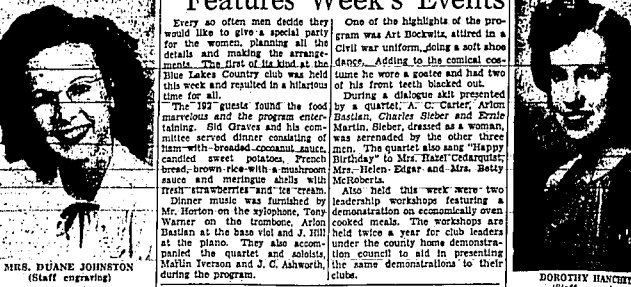 Features Week's Events
Every so often men decide they
would like to give a special party
for the women, planning all the
details and making the arrange-
ments. The first of its kind at the
Blue Lakes Country club was held
this week and resulted in a hilarious
time for all.
The 192 guests found the food
marvelous and the program enter-
taining. Sid Graves and his com-
mittee served dinner consisting of
ham with breaded cocoanut sauce,
candied sweet potatoes, French
bread, brown rice with a mushroom
sauce and meringue shells with
fresh strawberries and ice cream.
Dinner music was furnished by
Mr. Horton on the xylophone, Tony
Warner on the trombone, Arlon
Bastian at the base viol and J. Hill
at the piano. They also accom-
panied the quartet and soloists,
Marlin Iverson and J. C. Ashworth,
during the program.
One of the highlights of the pro-
gram was Art Bockwitz, attired in a
Civil war uniform, doing a soft shoe
dance. Adding to the comical cos-
tume he wore a goatee and had two
of his front teeth blacked out.
During a dialogue skit presented
by a quartet, A. C. Carter, Arlon
Bastian, Charles Sieber and Ernie
Martin, Sieber, dressed as a woman,
was serenaded by the other three
men. The quartet also sang "Happy
Birthday" to Mrs. Hazel Cedarquist,
Mrs. Helen Edgar and Mrs. Betty
McRoberts.
Also held this week were two
leadership workshops featuring a
demonstration on economically oven
cooked meals. The workshops are
held twice a year for club leaders
under the county home demonstra-
tion council to aid in presenting
the same demonstrations to their
clubs.
MRS. DUANE JOHNSTON
(Staff engraving)
DOROTHY